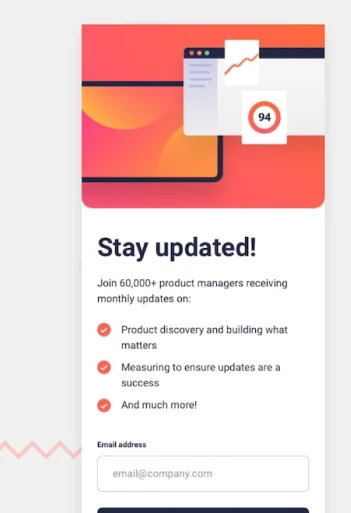 94
Stay updated!
Join 60,000+ product managers receiving
monthly updates on:
Product discovery and building what
matters
Measuring to ensure updates are a
success
And much more!
Email address
email@company.com